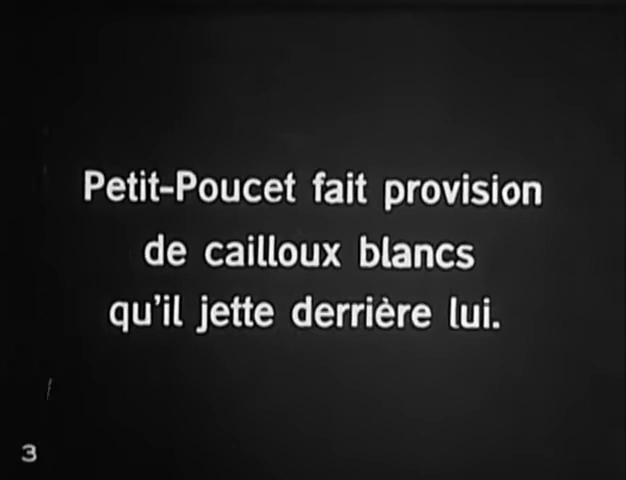 Petit-Poucet fait provision
de cailloux blancs
qu'il jette derrière lui.
3